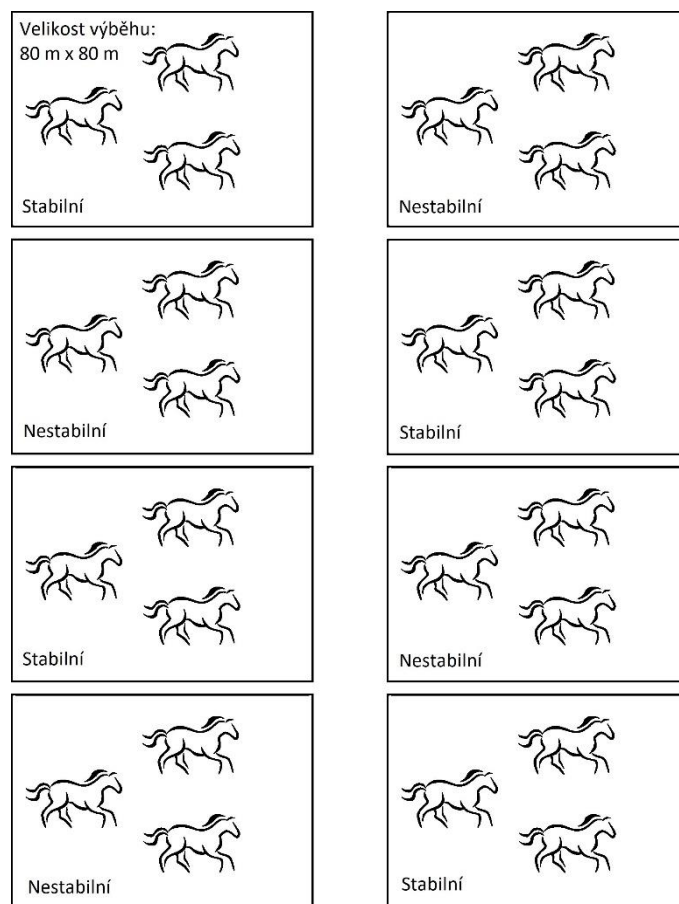 Velikost výběhu:
80 m x 80 m
Stabilní
Nestabilní
Nestabilní
Stabilní
Stabilní
Nestabilní
Nestabilní
Stabilní